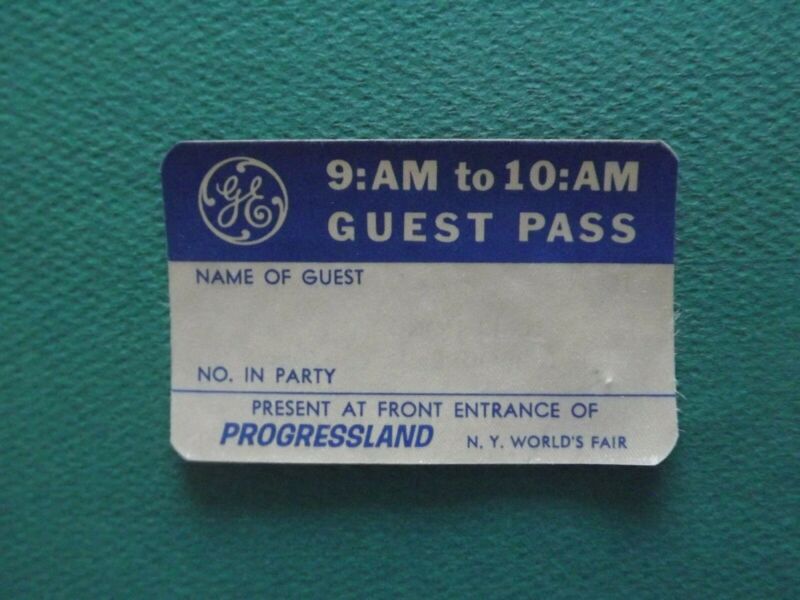 GE
9:AM to 10:AM
GUEST PASS
NAME OF GUEST
NO. IN PARTY
PRESENT AT FRONT ENTRANCE OF
PROGRESSLAND N. Y. WORLD'S FAIR